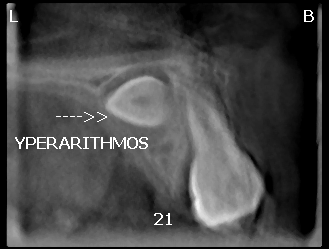 L B
---->>
YPERARITHMOS
21